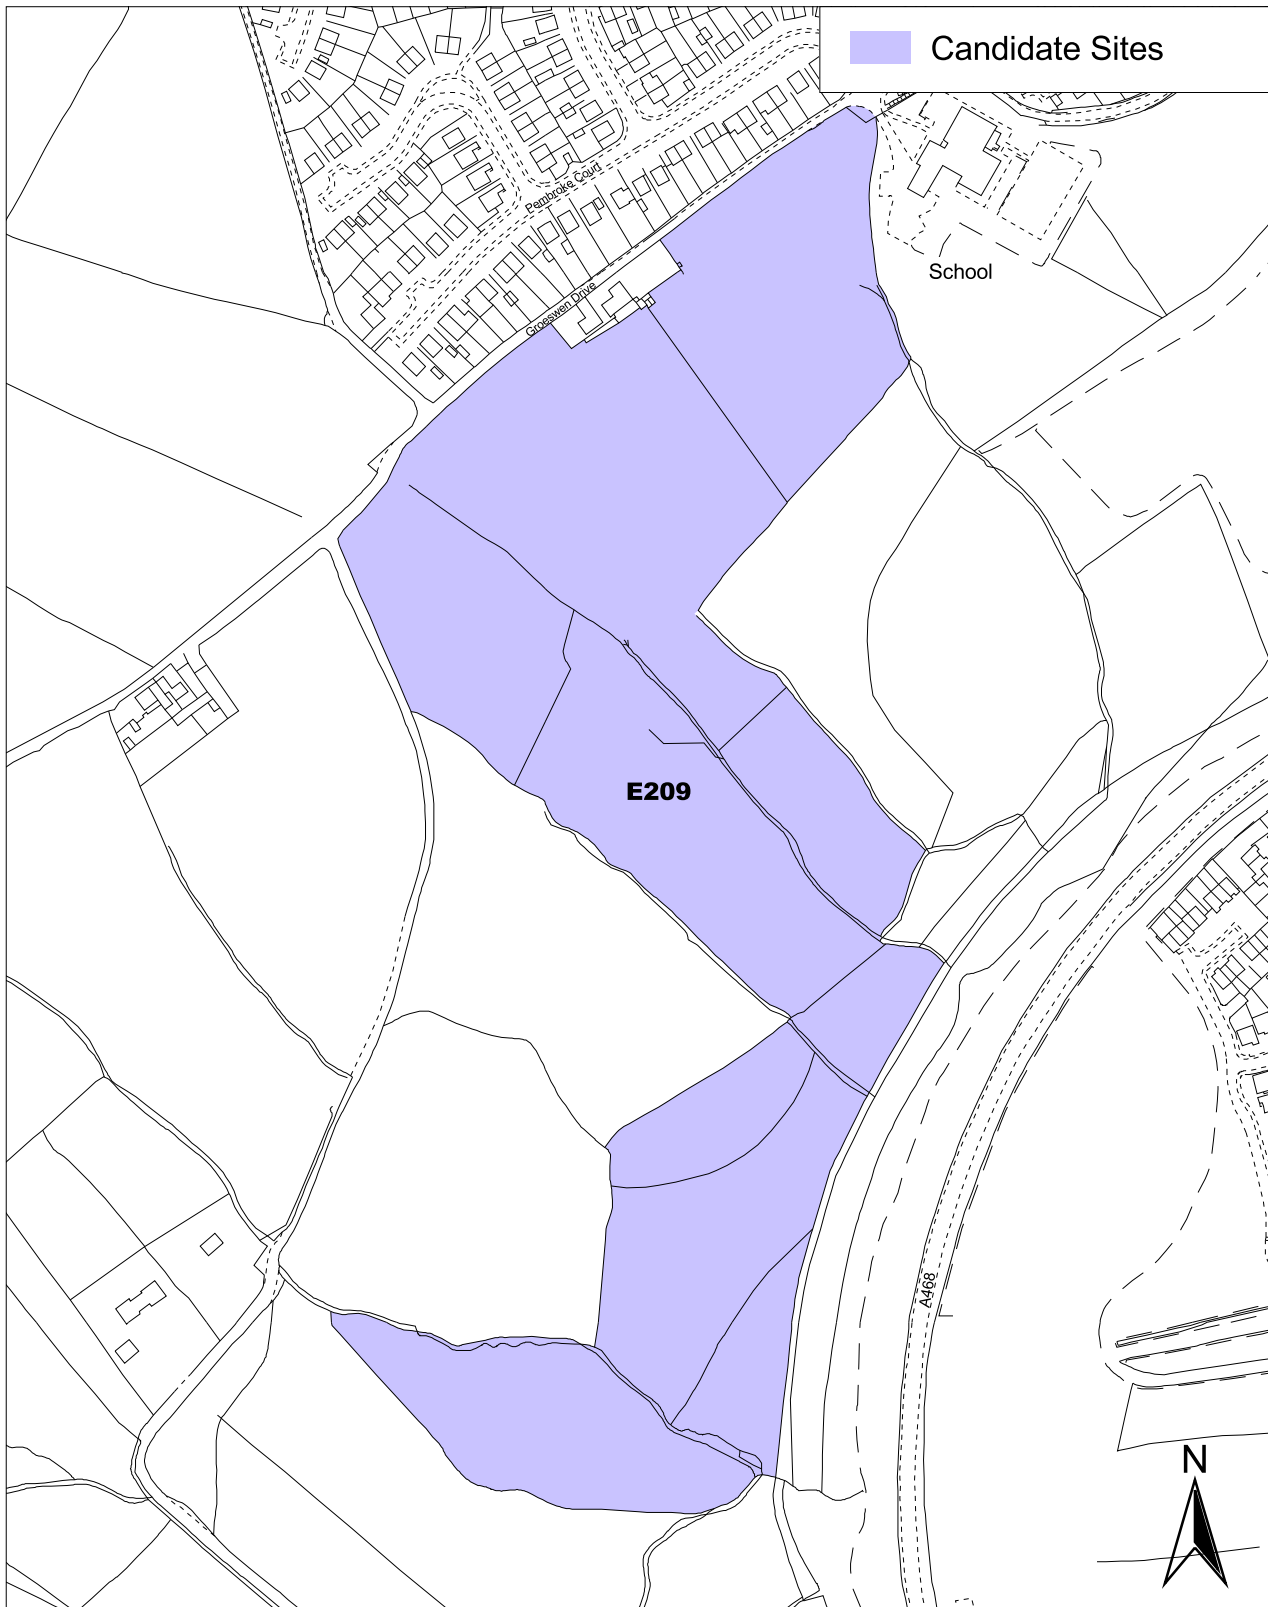 Candidate Sites
Pembroke Court
School
Groeswen Drive
E209
A468
N